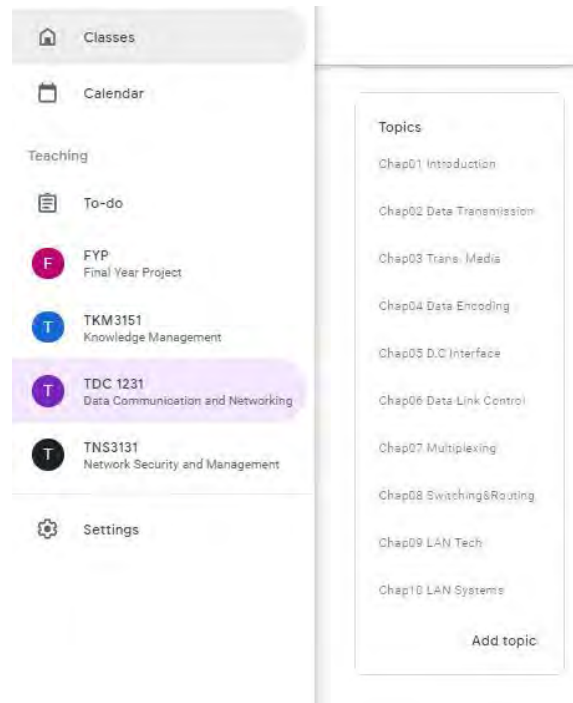 Classes
Calendar
Teaching
To-do
F
FYP
Final Year Project
T
TKM3151
Knowledge Management
T
TDC 1231
Data Communication and Networking
T
TNS3131
Network Security and Management
Settings
Topics
Chap01 Introduction
Chap02 Data Transmission
Chap03 Trans. Media
Chap04 Data Encoding
Chap05 D.C Interface
Chap06 Data Link Control
Chap07 Multiplexing
Chap08 Switching&Routing
Chap09 LAN Tech
Chap10 LAN Systems
Add topic